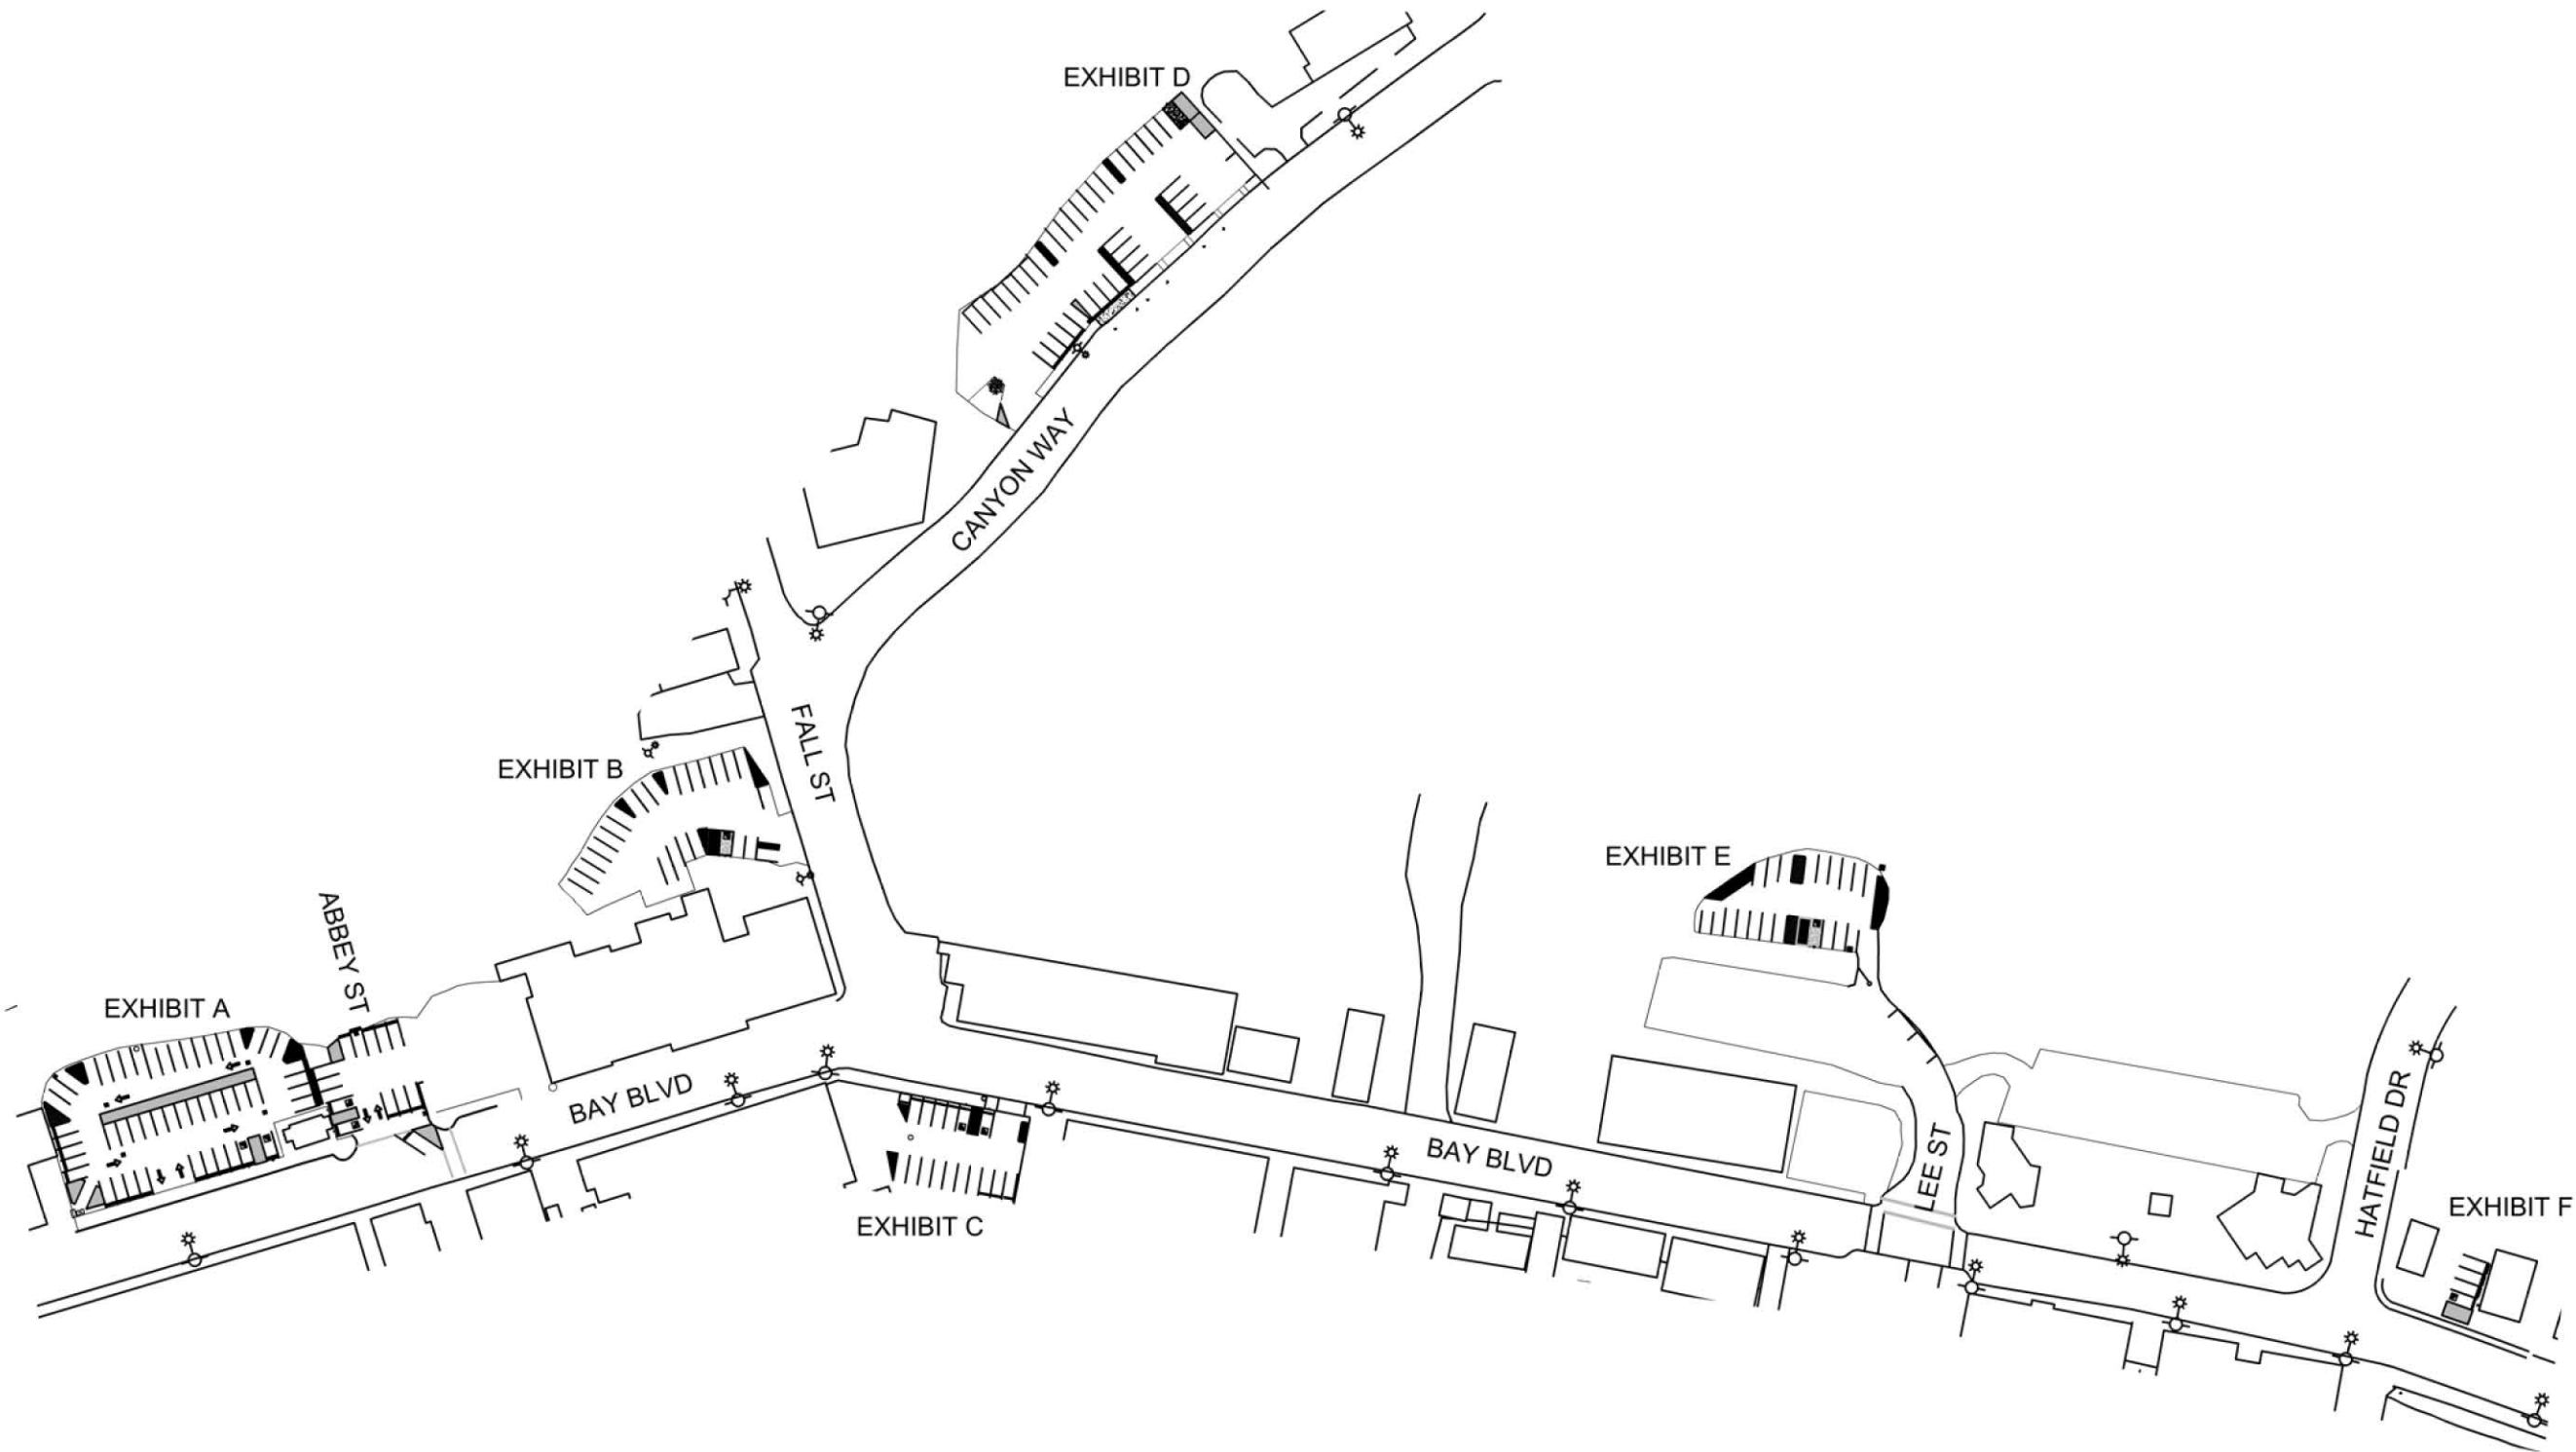 EXHIBIT D
CANYON WAY
FALL ST
EXHIBIT B
EXHIBIT E
ABBEY ST
EXHIBIT A
BAY BLVD
BAY BLVD
EXHIBIT C
LEE ST
HATFIELD DR
EXHIBIT F